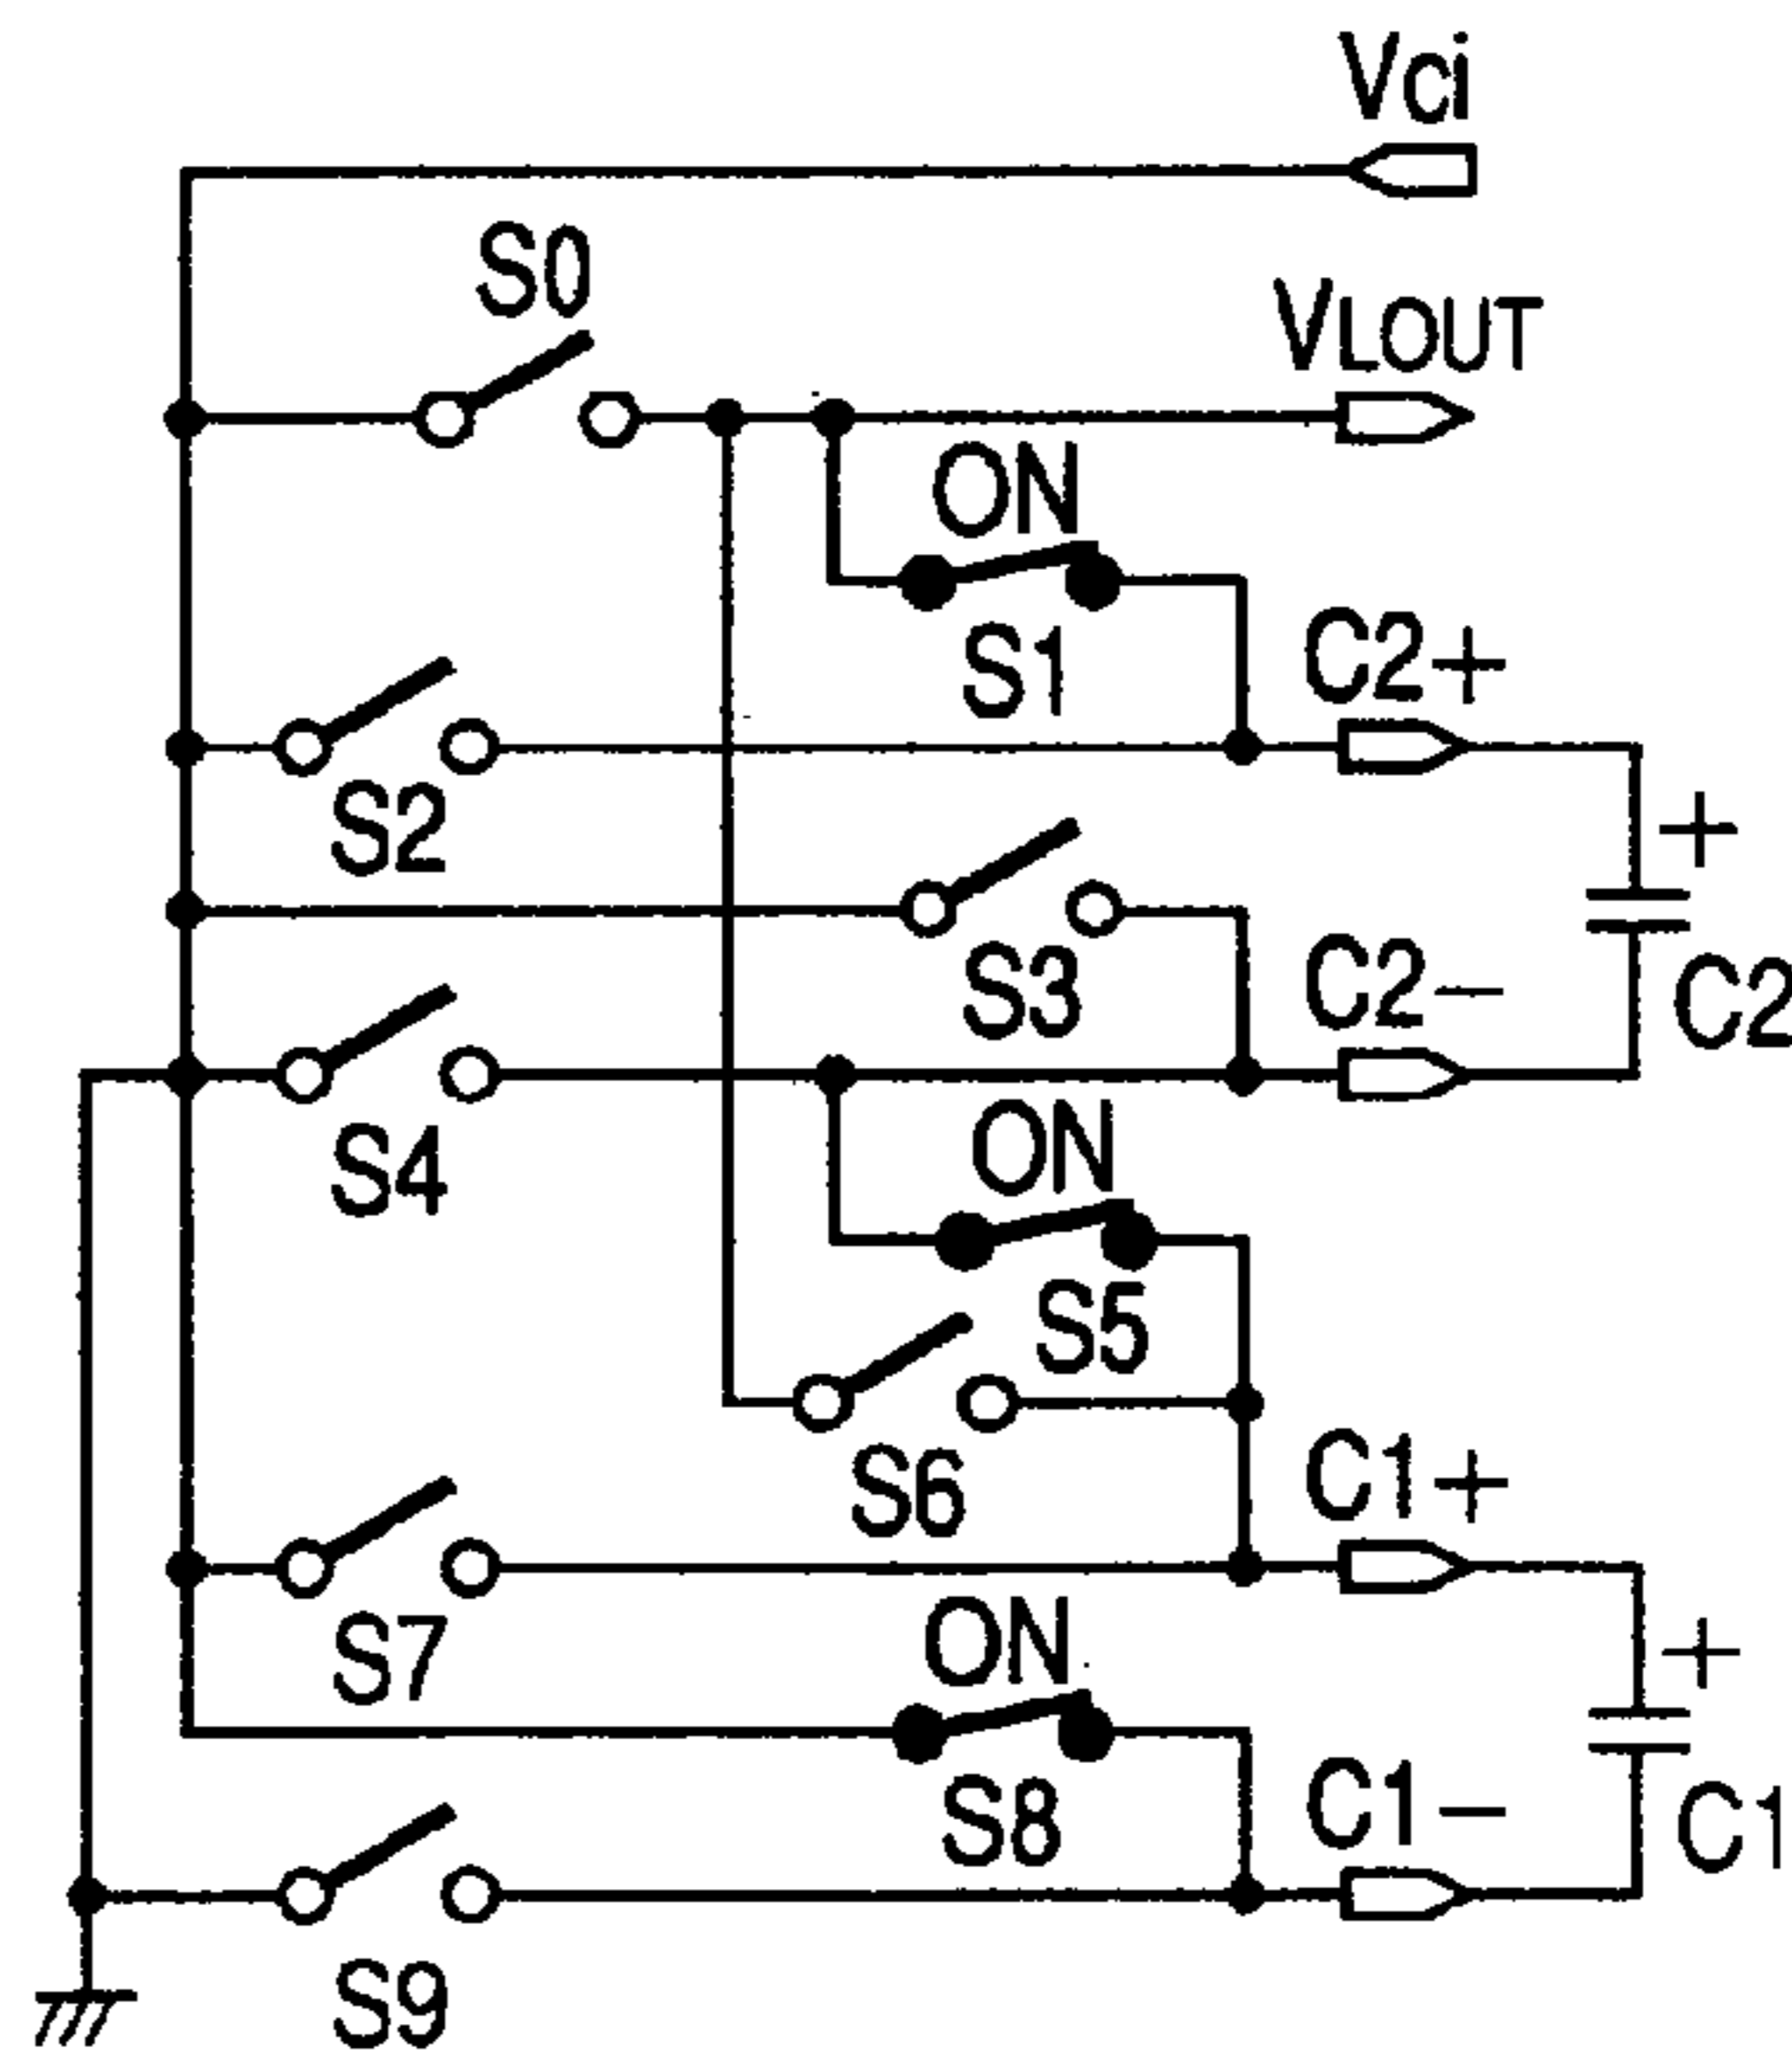 Vci
S0
VLOUT
ON
S1
C2+
S2
+
S3
C2-
C2
S4
ON
S5
S6
C1+
S7
ON
+
S8
C1-
C1
S9